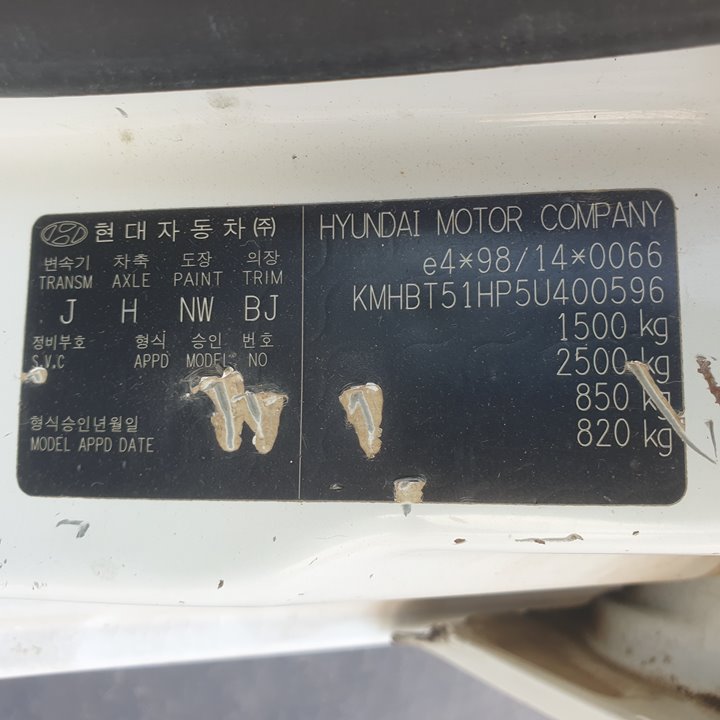 현대자동차(주)
변속기 차축 도장 의장
TRANSM AXLE PAINT TRIM
J H NW BJ
정비부호 형식 승인 번호
S.V.C APPD MODEL NO
형식승인년월일
MODEL APPD DATE
HYUNDAI MOTOR COMPANY
e4*98/14*0066
KMHBT51HP5U400596
1500 kg
2500 kg
850 kg
820 kg